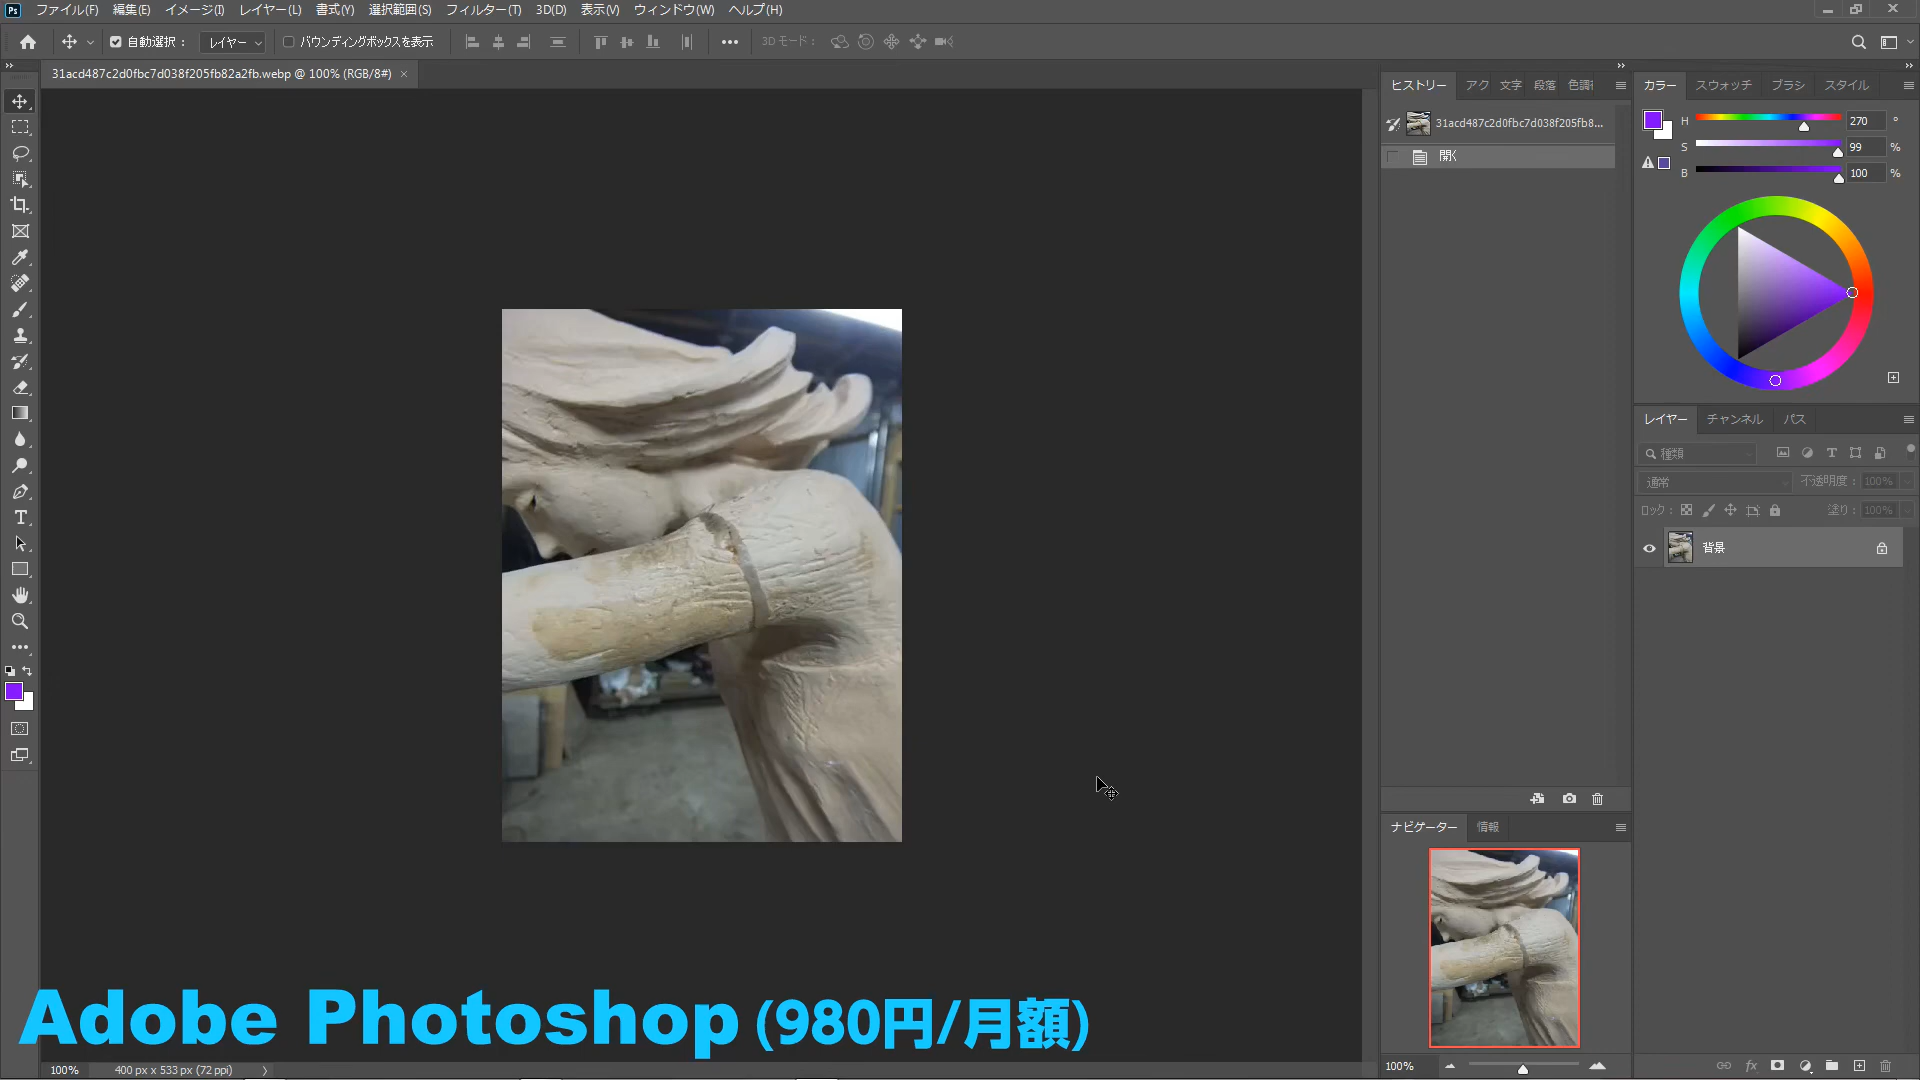 Ps ファイル(F) 編集(E) イメージ(I) レイヤー(L) 書式(Y) 選択範囲(S) フィルター(T) 3D(D) 表示(V) ウィンドウ(W) ヘルプ(H)
自動選択： レイヤー バウンディングボックスを表示 3D モード：
31acd487c2d0fbc7d038f205fb82a2fb.webp @ 100% (RGB/8#) ×
ヒストリー アク 文字 段落 色調
31acd487c2d0fbc7d038f205fb8...
開く
カラー スウォッチ ブラシ スタイル
H 270 °
S 99 %
B 100 %
レイヤー チャンネル パス
種類
通常 不透明度： 100%
ロック： 塗り： 100%
背景
ナビゲーター 情報
100%
Adobe Photoshop (980円/月額)
100% 400 px x 533 px (72 ppi)